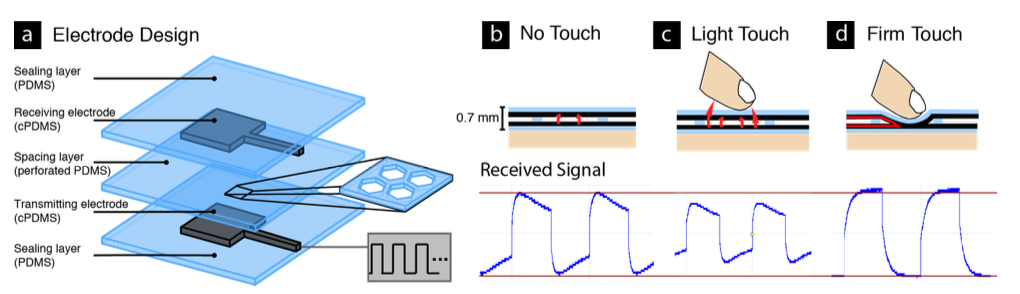 a Electrode Design
Sealing layer
(PDMS)
Receiving electrode
(cPDMS)
Spacing layer
(perforated PDMS)
Transmitting electrode
(cPDMS)
Sealing layer
(PDMS)
b No Touch
c Light Touch
d Firm Touch
0.7 mm
Received Signal